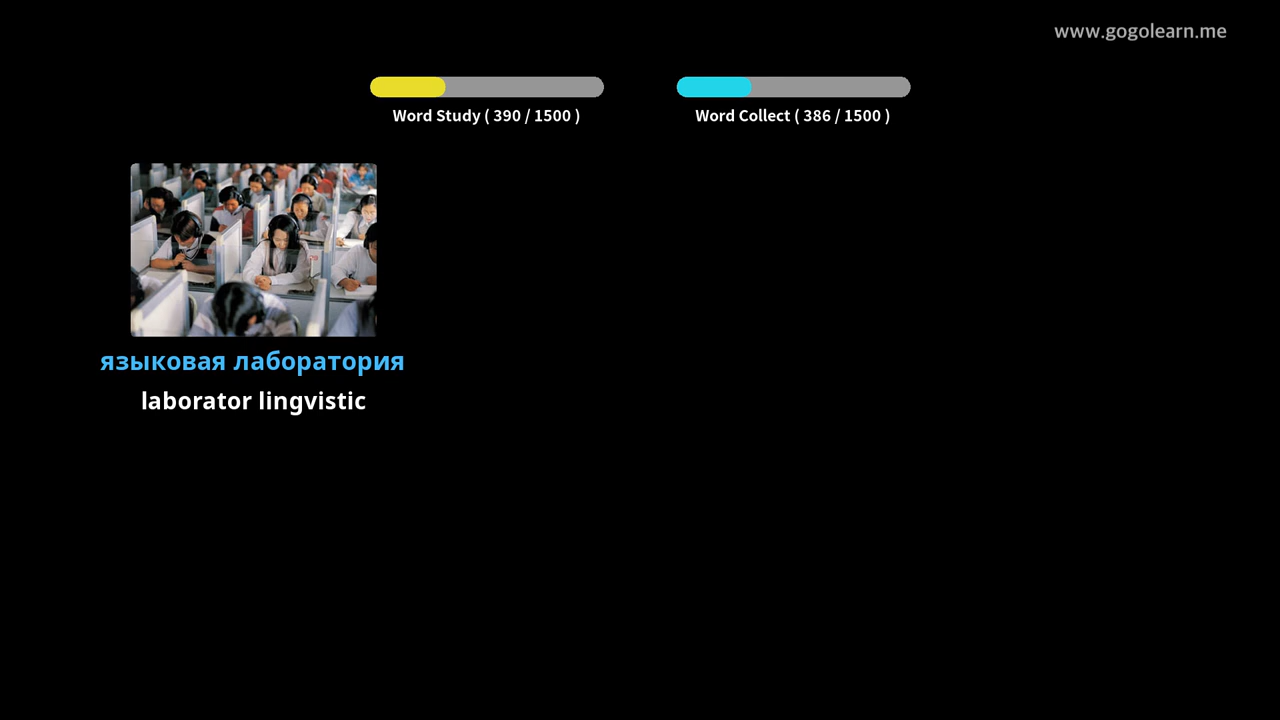 www.gogolearn.me
Word Study ( 390 / 1500 )
Word Collect ( 386 / 1500 )
языковая лаборатория
laborator lingvistic